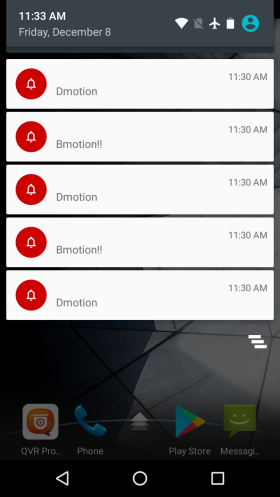 11:33 AM
Friday, December 8
11:30 AM
Dmotion
11:30 AM
Bmotion!!
11:30 AM
Dmotion
11:30 AM
Bmotion!!
11:30 AM
Dmotion
QVR Pro.. Phone Play Store Messagi..